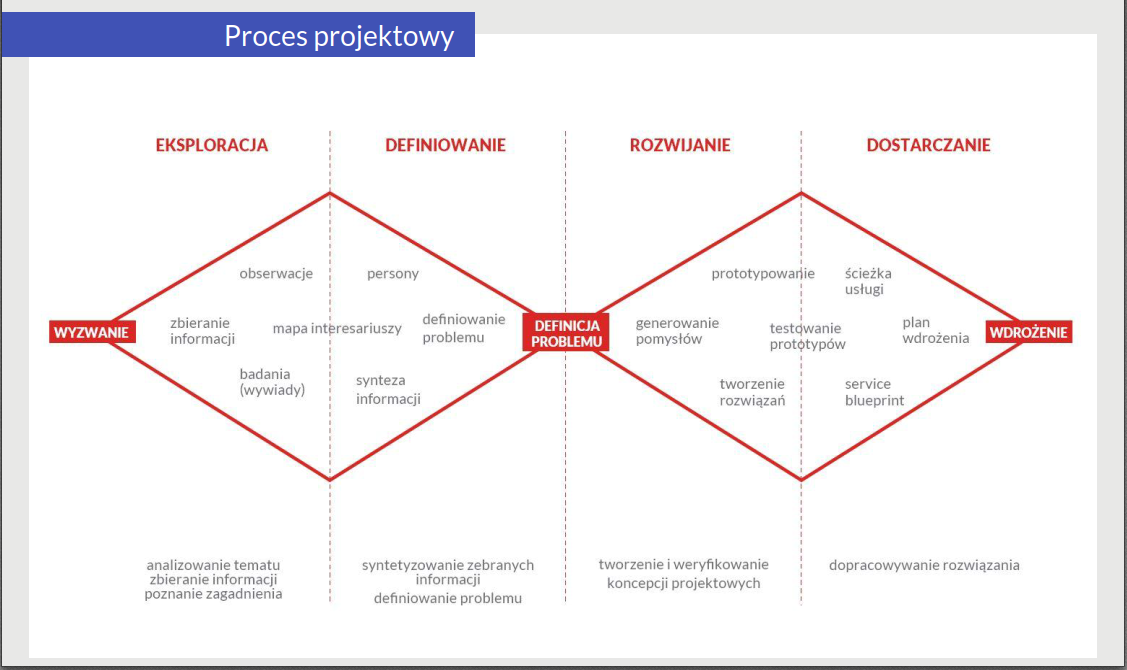 Proces projektowy
EKSPLORACJA
DEFINIOWANIE
ROZWIJANIE
DOSTARCZANIE
obserwacje
persony
prototypowanie
ścieżka
usługi
WYZWANIE
zbieranie
informacji
mapa interesariuszy
definiowanie
problemu
DEFINICJA
PROBLEMU
generowanie
pomysłów
testowanie
prototypów
plan
wdrożenia
WDROŻENIE
badania
(wywiady)
synteza
informacji
tworzenie
rozwiązań
service
blueprint
analizowanie tematu
zbieranie informacji
poznanie zagadnienia
syntetyzowanie zebranych
informacji
definiowanie problemu
tworzenie i weryfikowanie
koncepcji projektowych
dopracowywanie rozwiązania